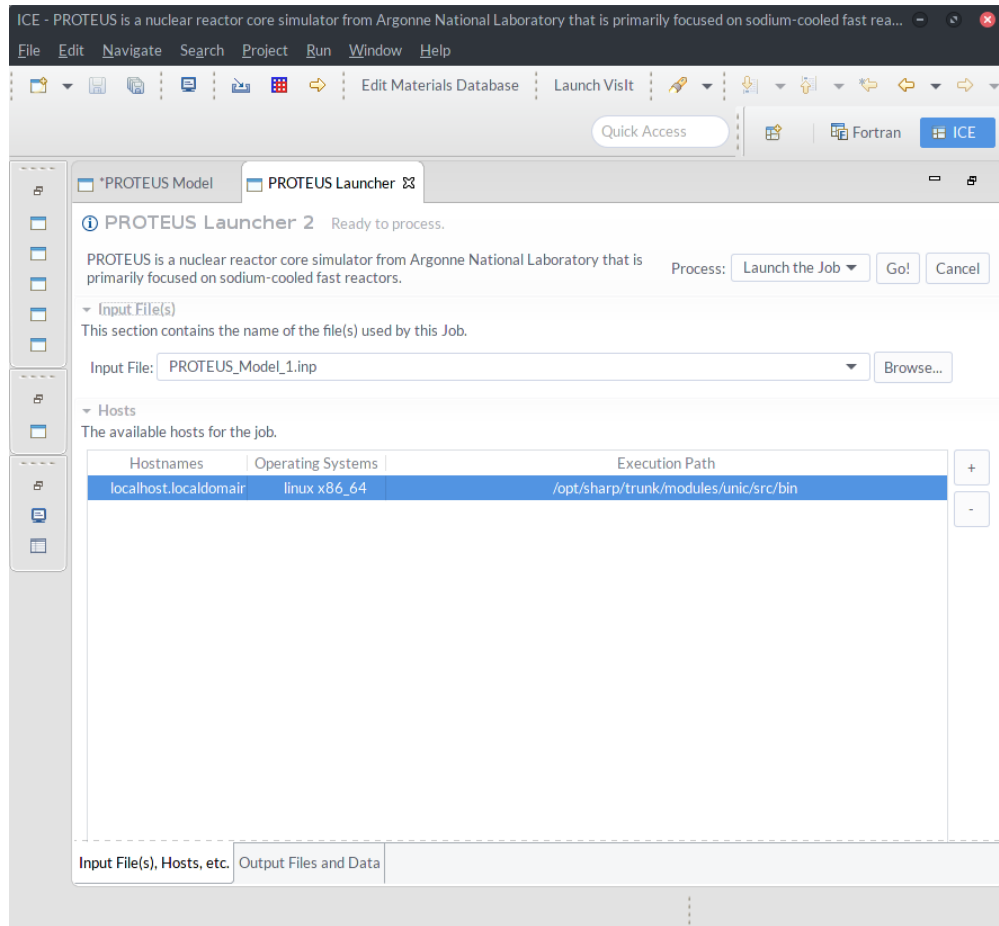 ICE - PROTEUS is a nuclear reactor core simulator from Argonne National Laboratory that is primarily focused on sodium-cooled fast rea...
File Edit Navigate Search Project Run Window Help
Edit Materials Database Launch VisIt
Quick Access Fortran ICE
*PROTEUS Model PROTEUS Launcher
PROTEUS Launcher 2 Ready to process.
PROTEUS is a nuclear reactor core simulator from Argonne National Laboratory that is
primarily focused on sodium-cooled fast reactors.
Process: Launch the Job Go! Cancel
Input File(s)
This section contains the name of the file(s) used by this Job.
Input File: PROTEUS_Model_1.inp Browse...
Hosts
The available hosts for the job.
Hostnames Operating Systems Execution Path
+
localhost.localdomair linux x86_64 /opt/sharp/trunk/modules/unic/src/bin
-
Input File(s), Hosts, etc. Output Files and Data